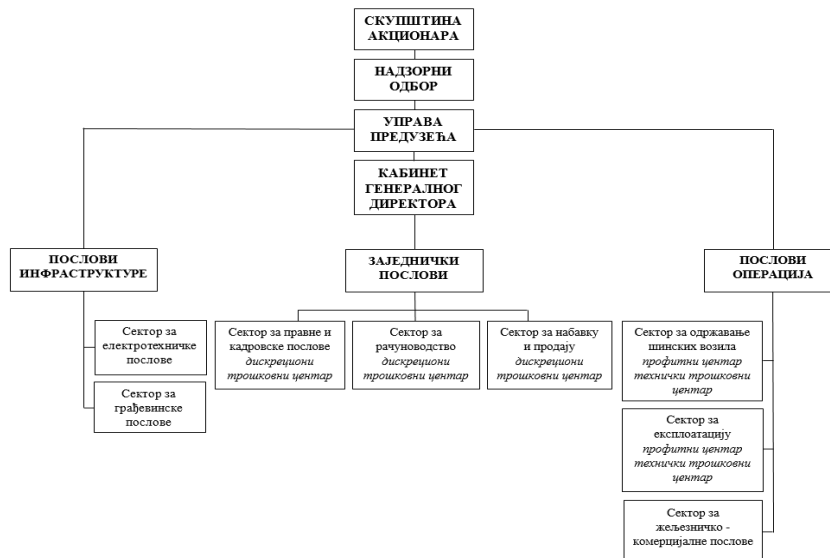 СКУПШТИНА
АКЦИОНАРА
НАДЗОРНИ
ОДБОР
УПРАВА
ПРЕДУЗЕЋА
КАБИНЕТ
ГЕНЕРАЛНОГ
ДИРЕКТОРА
ПОСЛОВИ
ИНФРАСТРУКТУРЕ
ЗАЈЕДНИЧКИ
ПОСЛОВИ
ПОСЛОВИ
ОПЕРАЦИЈА
Сектор за
електротехничке
послове
Сектор за
грађевинске
послове
Сектор за правне и
кадровске послове
дискрециони
трошковни центар
Сектор за
рачуноводство
дискрециони
трошковни центар
Сектор за набавку
и продају
дискрециони
трошковни центар
Сектор за одржавање
шинских возила
профитни центар
технички трошковни
центар
Сектор за
експлоатацију
профитни центар
технички трошковни
центар
Сектор за
жељезничко -
комерцијалне послове